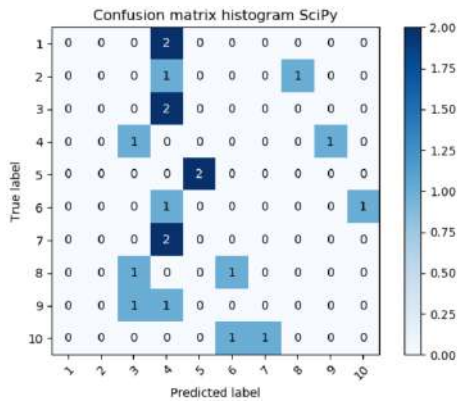 Confusion matrix histogram SciPy
1 0 0 0 2 0 0 0 0 0 0
2 0 0 0 1 0 0 0 1 0 0
3 0 0 0 2 0 0 0 0 0 0
4 0 0 1 0 0 0 0 0 1 0
5 0 0 0 0 2 0 0 0 0 0
6 0 0 0 1 0 0 0 0 0 1
7 0 0 0 2 0 0 0 0 0 0
8 0 0 1 0 0 1 0 0 0 0
9 0 0 1 1 0 0 0 0 0 0
10 0 0 0 0 0 1 1 0 0 0
1 2 3 4 5 6 7 8 9 10
True label
Predicted label
2.00
1.75
1.50
1.25
1.00
0.75
0.50
0.25
0.00